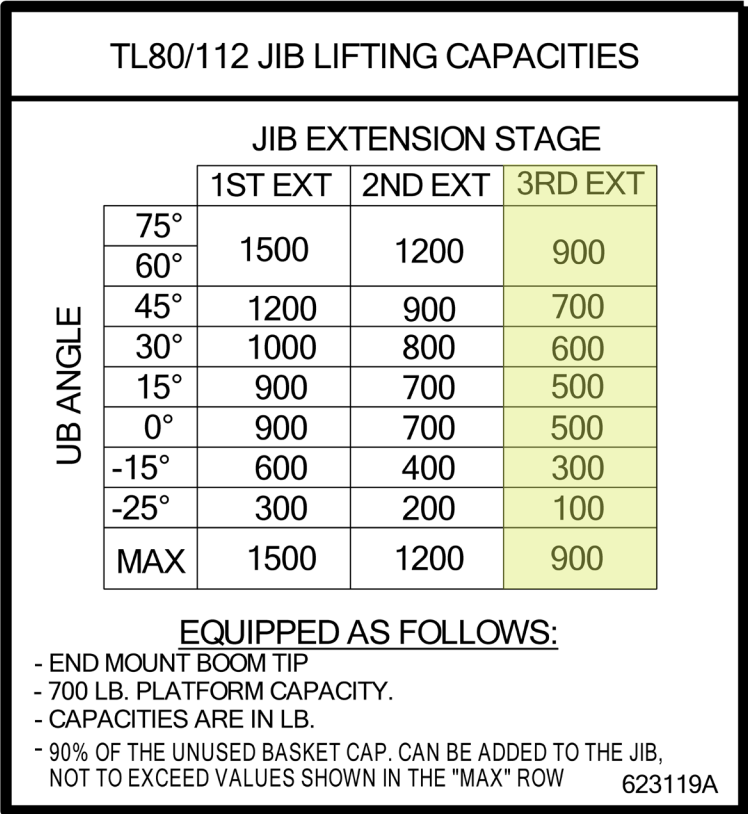 TL80/112 JIB LIFTING CAPACITIES
JIB EXTENSION STAGE
1ST EXT 2ND EXT 3RD EXT
UB ANGLE
75°
60°
1500 1200 900
45° 1200 900 700
30° 1000 800 600
15° 900 700 500
0° 900 700 500
-15° 600 400 300
-25° 300 200 100
MAX 1500 1200 900
EQUIPPED AS FOLLOWS:
- END MOUNT BOOM TIP
- 700 LB. PLATFORM CAPACITY.
- CAPACITIES ARE IN LB.
- 90% OF THE UNUSED BASKET CAP. CAN BE ADDED TO THE JIB,
NOT TO EXCEED VALUES SHOWN IN THE "MAX" ROW
623119A